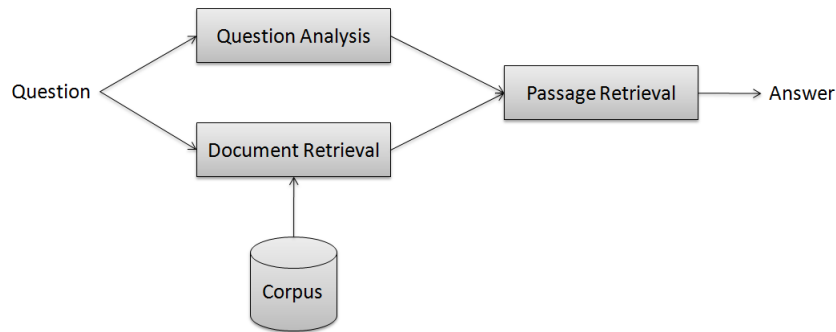 Question Analysis
Question
Passage Retrieval
Answer
Document Retrieval
Corpus